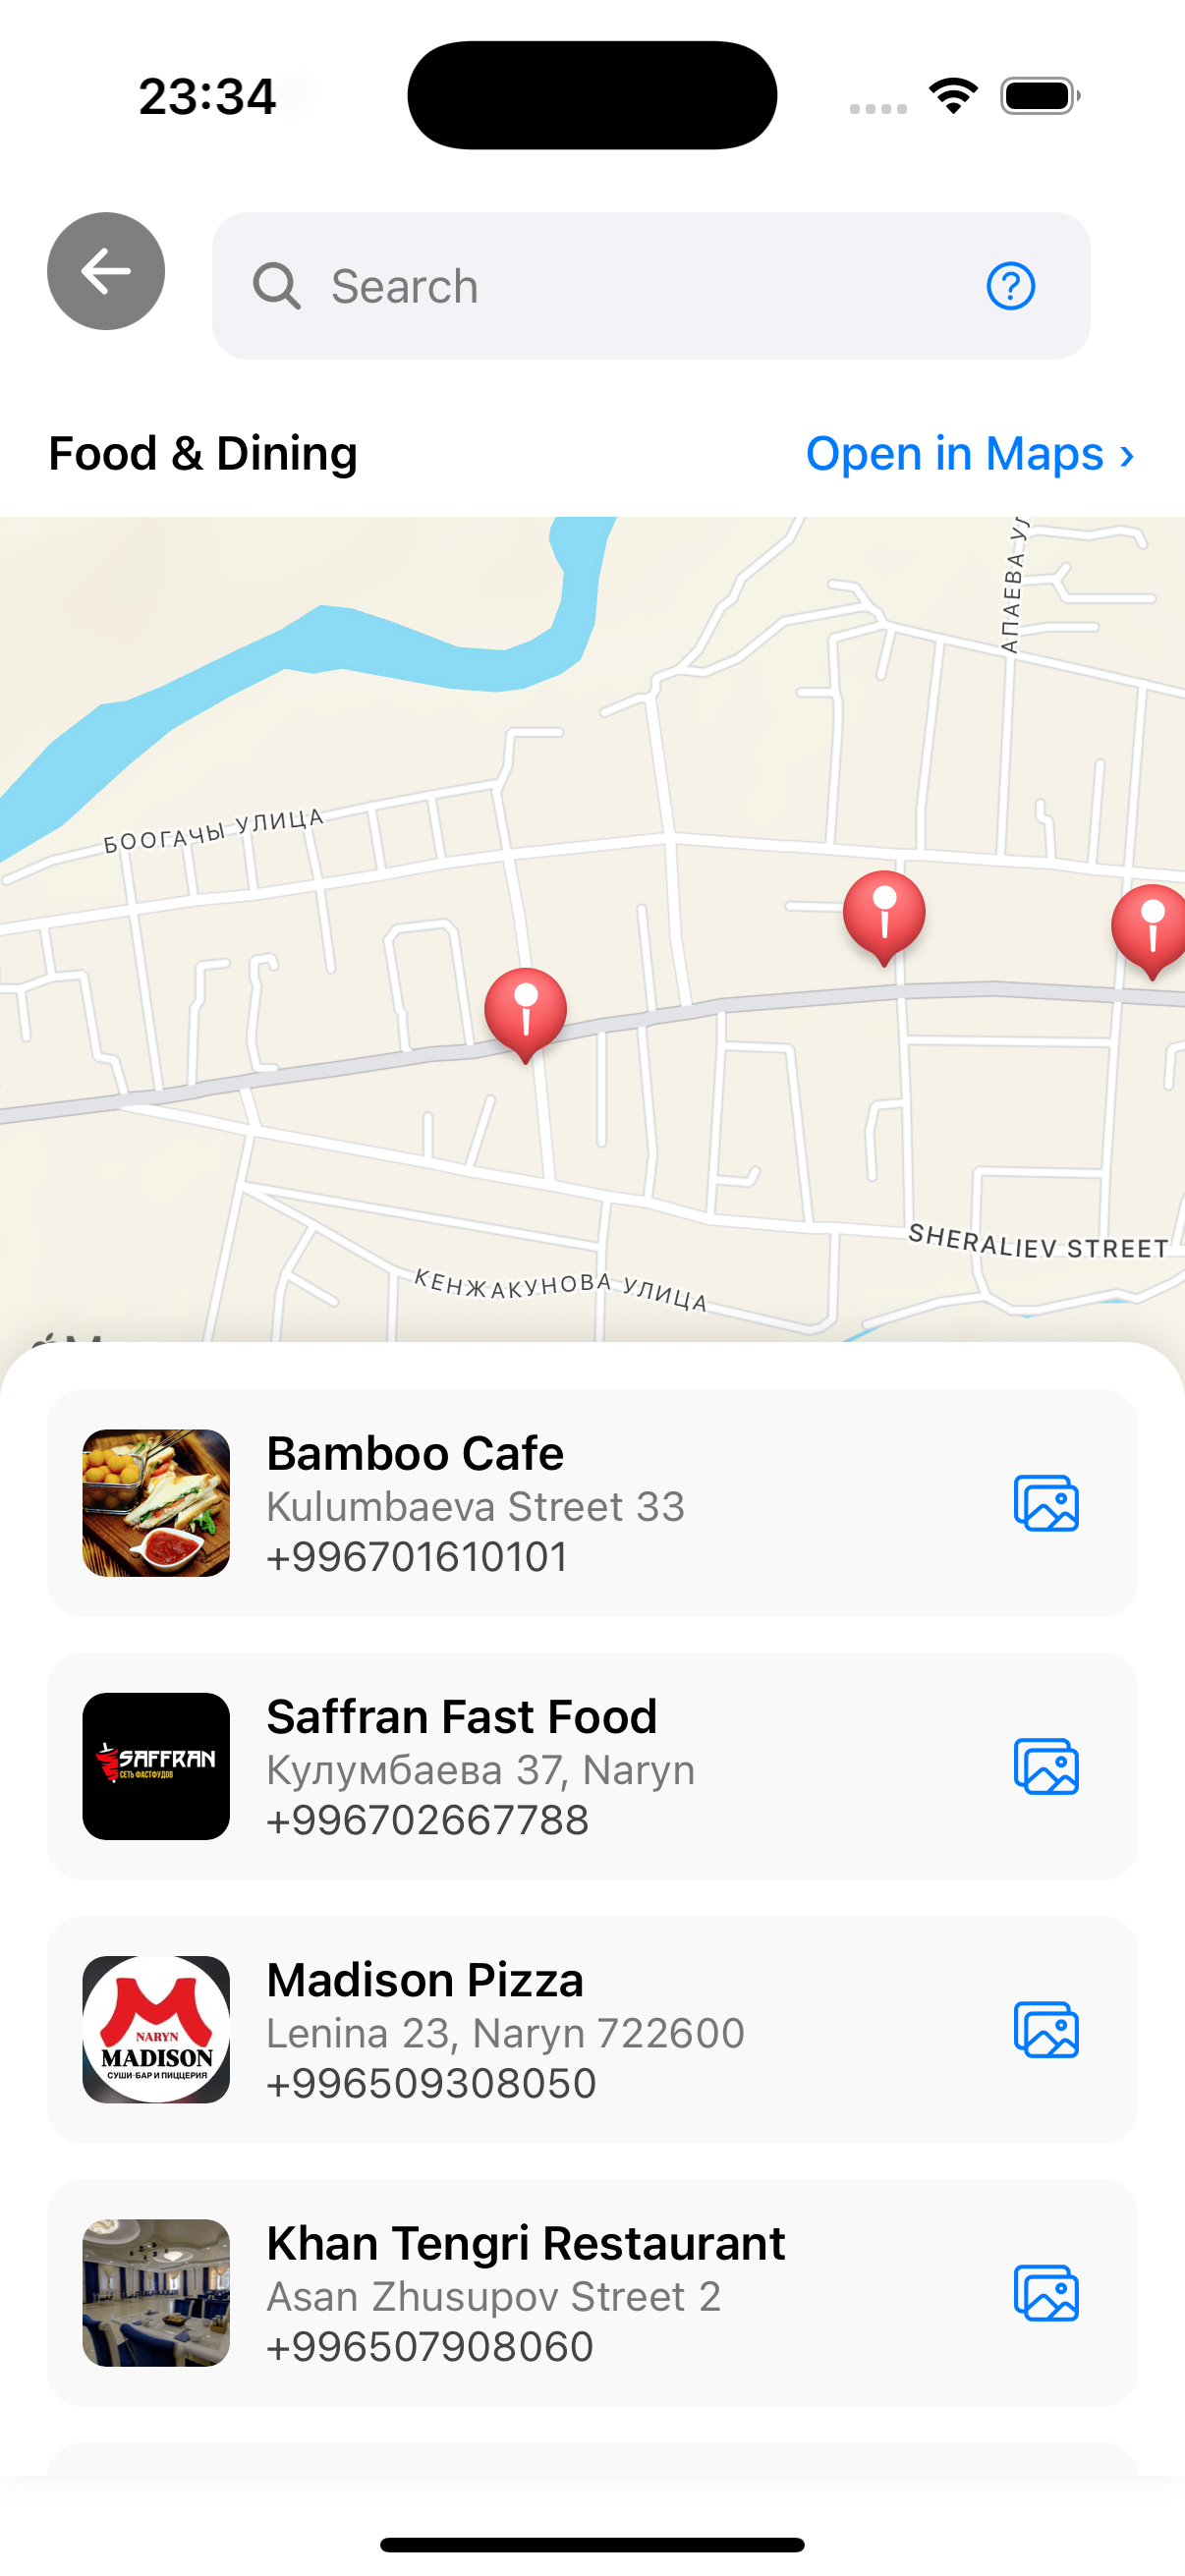 23:34
Search
Food & Dining
Open in Maps ›
БООГАЧЫ УЛИЦА
SHERALIEV STREET
КЕНЖАКУНОВА УЛИЦА
Bamboo Cafe
Kulumbaeva Street 33
+996701610101
SAFFRAN
СЕТЬ ФАСТФУДОВ
Saffran Fast Food
Кулумбаева 37, Naryn
+996702667788
NARYN
MADISON
СУШИ-БАР И ПИЦЦЕРИЯ
Madison Pizza
Lenina 23, Naryn 722600
+996509308050
Khan Tengri Restaurant
Asan Zhusupov Street 2
+996507908060